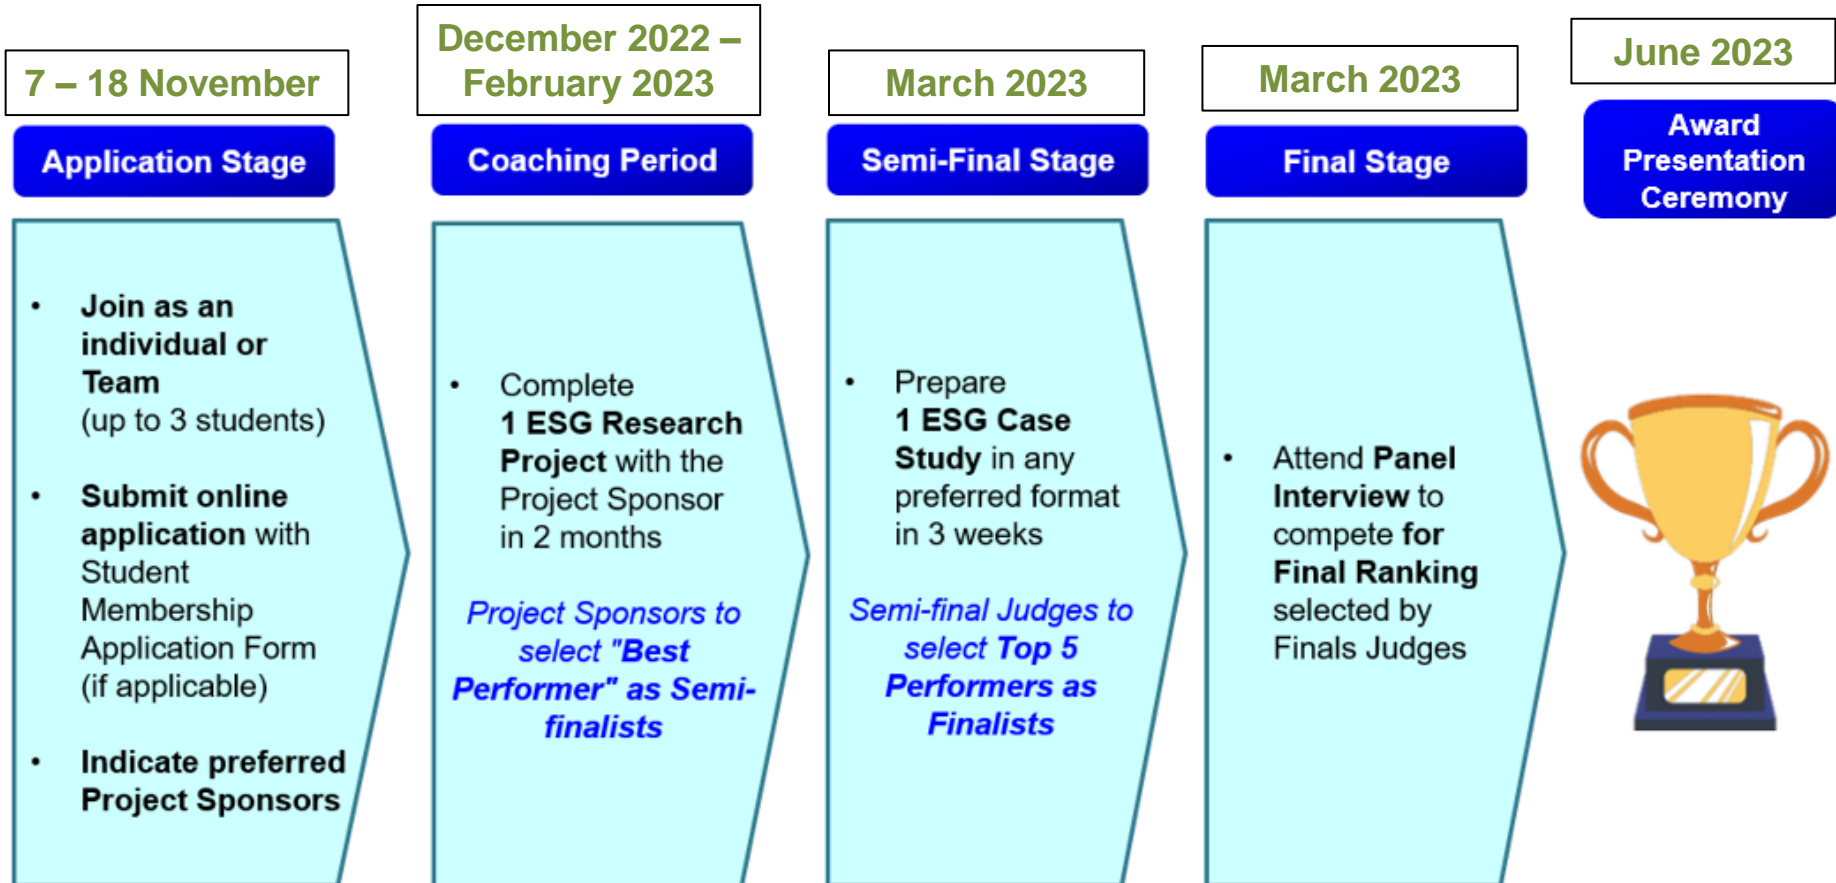 7 – 18 November
Application Stage
• Join as an
individual or
Team
(up to 3 students)
• Submit online
application with
Student
Membership
Application Form
(if applicable)
• Indicate preferred
Project Sponsors
December 2022 –
February 2023
Coaching Period
• Complete
1 ESG Research
Project with the
Project Sponsor
in 2 months
Project Sponsors to
select "Best
Performer" as Semi-
finalists
March 2023
Semi-Final Stage
• Prepare
1 ESG Case
Study in any
preferred format
in 3 weeks
Semi-final Judges to
select Top 5
Performers as
Finalists
March 2023
Final Stage
• Attend Panel
Interview to
compete for
Final Ranking
selected by
Finals Judges
June 2023
Award
Presentation
Ceremony